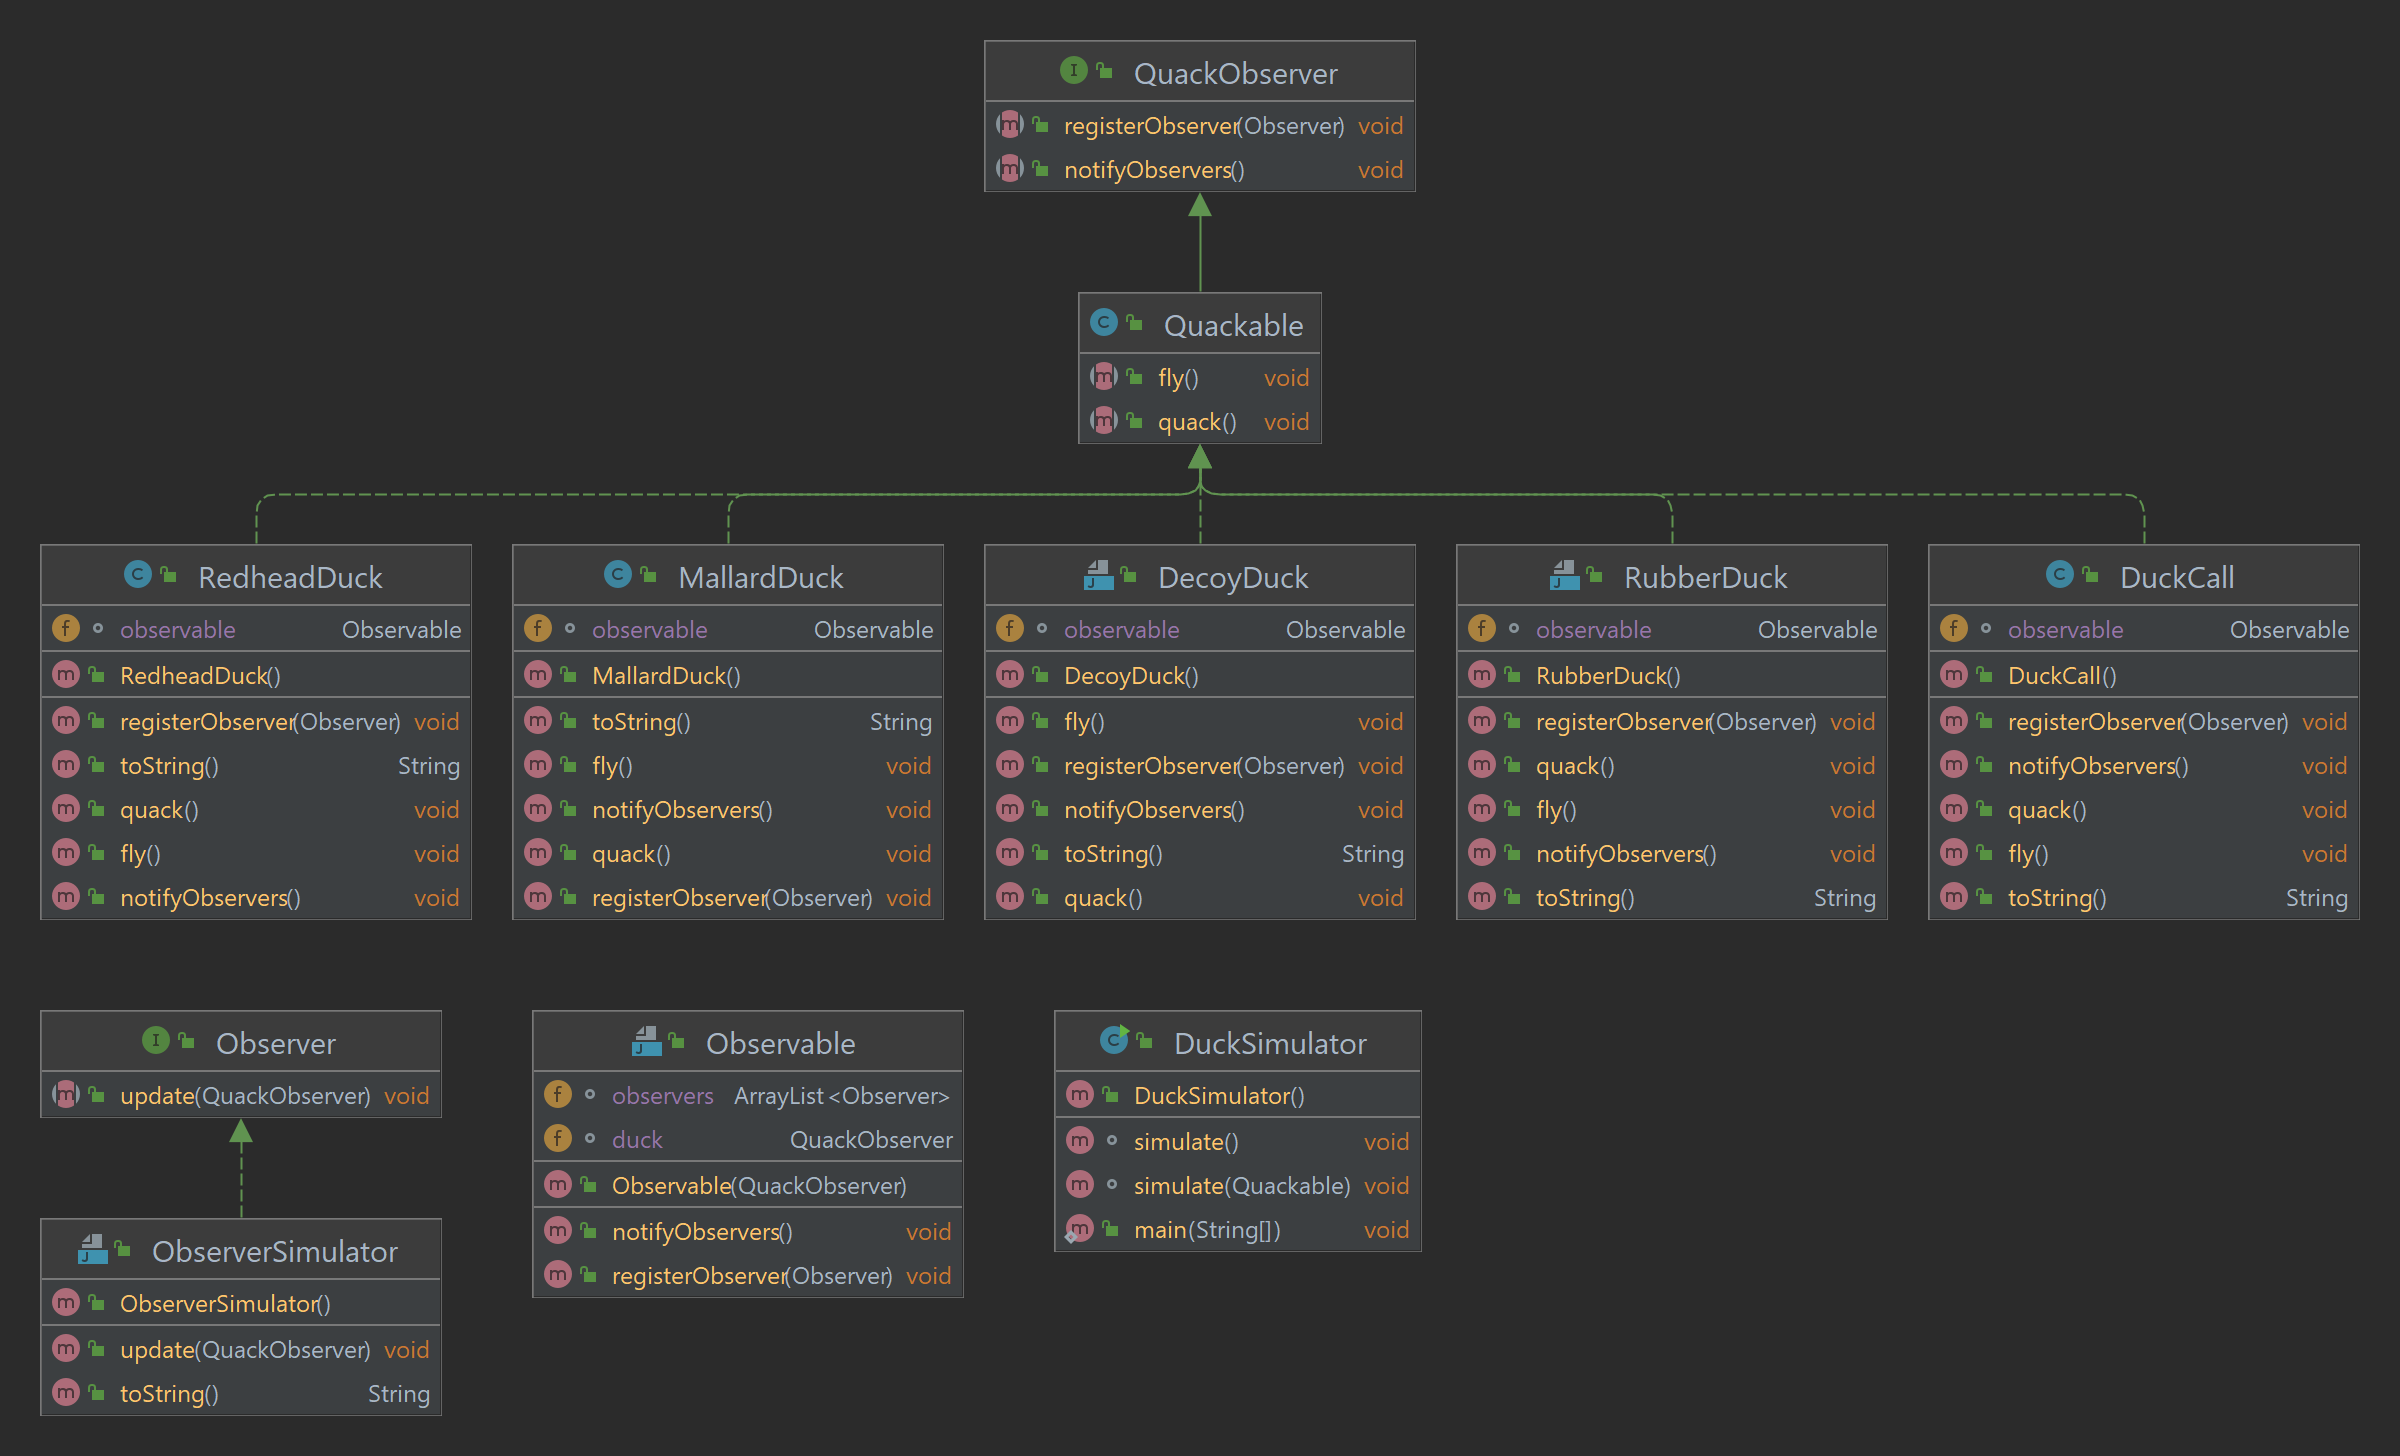 QuackObserver
registerObserver(Observer) void
notifyObservers() void
Quackable
fly() void
quack() void
RedheadDuck
observable Observable
RedheadDuck()
registerObserver(Observer) void
toString() String
quack() void
fly() void
notifyObservers() void
MallardDuck
observable Observable
MallardDuck()
toString() String
fly() void
notifyObservers() void
quack() void
registerObserver(Observer) void
DecoyDuck
observable Observable
DecoyDuck()
fly() void
registerObserver(Observer) void
notifyObservers() void
toString() String
quack() void
RubberDuck
observable Observable
RubberDuck()
registerObserver(Observer) void
quack() void
fly() void
notifyObservers() void
toString() String
DuckCall
observable Observable
DuckCall()
registerObserver(Observer) void
notifyObservers() void
quack() void
fly() void
toString() String
Observer
update(QuackObserver) void
ObserverSimulator
ObserverSimulator()
update(QuackObserver) void
toString() String
Observable
observers ArrayList<Observer>
duck QuackObserver
Observable(QuackObserver)
notifyObservers() void
registerObserver(Observer) void
DuckSimulator
DuckSimulator()
simulate() void
simulate(Quackable) void
main(String[]) void